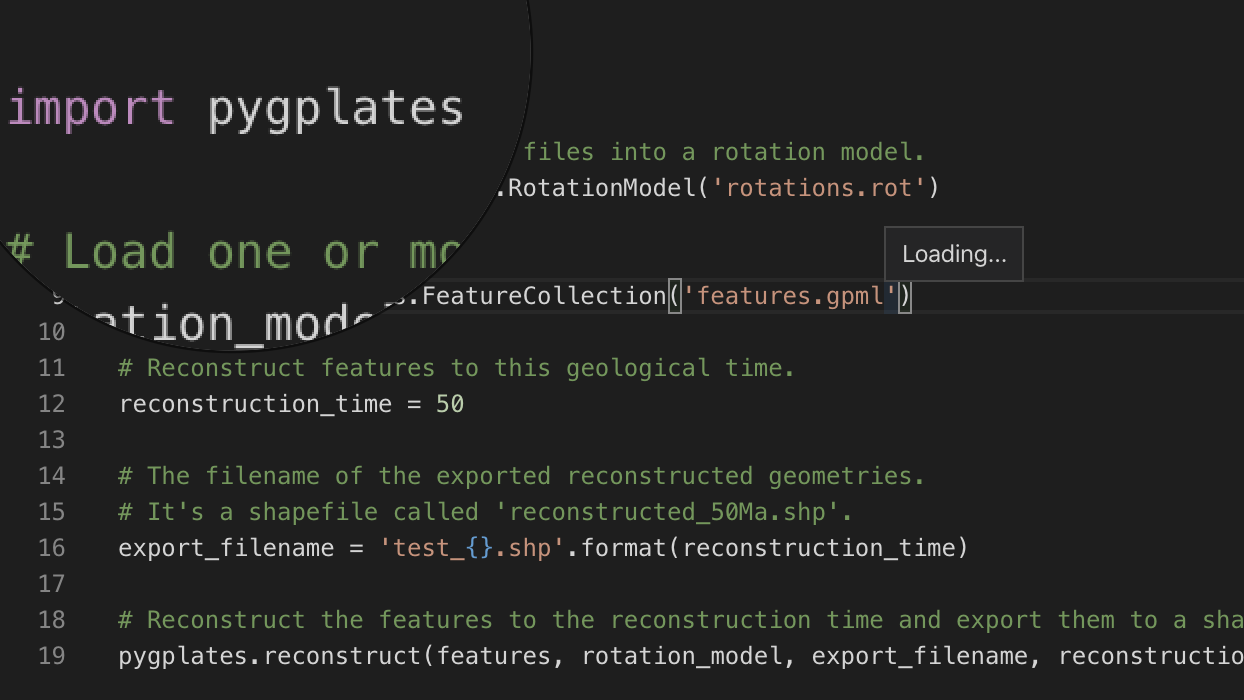 import pygplates
# Load one or
files into a rotation model.
.RotationModel('rotations.rot')
Loading...
.FeatureCollection('features.gpml')
10
11 # Reconstruct features to this geological time.
12 reconstruction_time = 50
13
14 # The filename of the exported reconstructed geometries.
15 # It's a shapefile called 'reconstructed_50Ma.shp'.
16 export_filename = 'test_{}.shp'.format(reconstruction_time)
17
18 # Reconstruct the features to the reconstruction time and export them to a sha
19 pygplates.reconstruct(features, rotation_model, export_filename, reconstructio